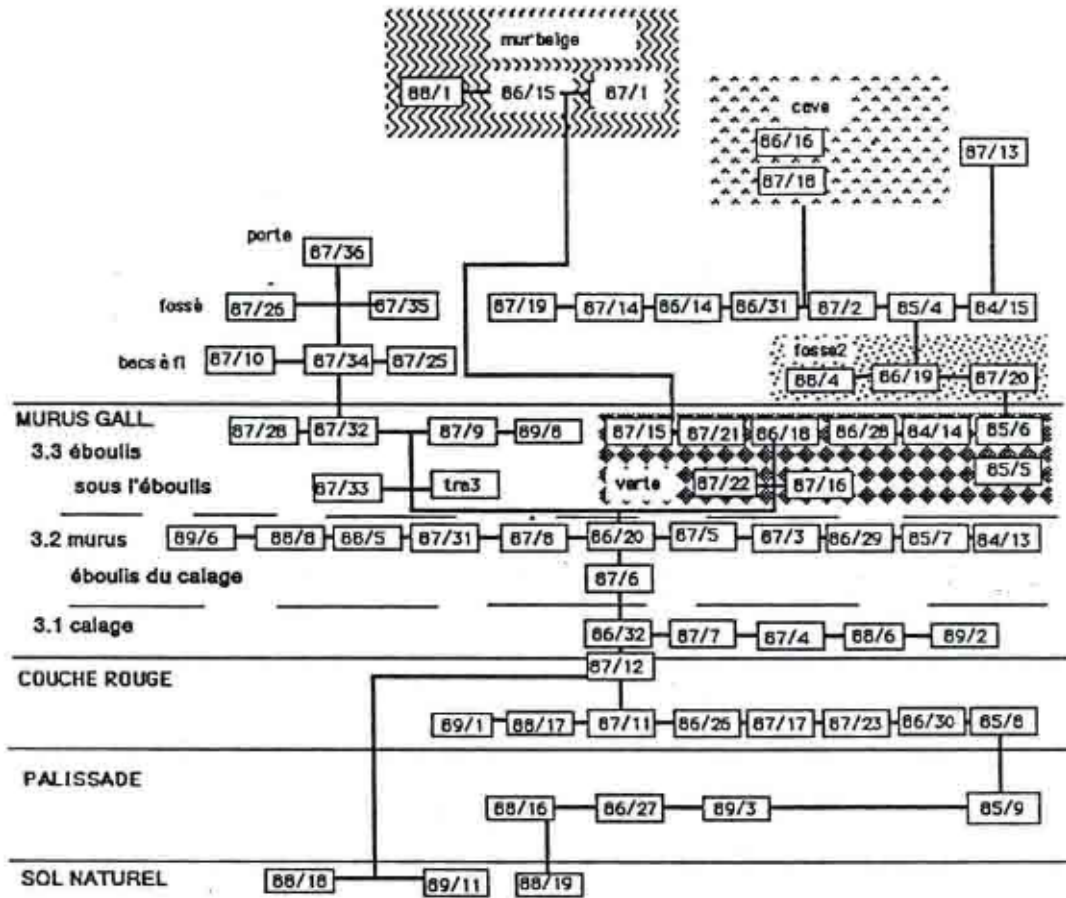 mur beige
88/1 86/15 87/1
cave
86/16
87/18
87/13
porte
87/36
fossè
87/26 87/35
87/19 87/14 86/14 86/31 87/2 85/4 84/15
becs à fl
87/10 87/34 87/25
fosse2
88/4 86/19 87/20
MURUS GALL.
87/28 87/32 87/9 89/8
87/15 87/21 86/18 86/28 84/14 85/6
3.3 éboulis
85/5
sous l'éboulis
87/33 tra3
verte
87/22 87/16
3.2 murus
89/6 88/8 88/5 87/31 87/8 86/20 87/5 87/3 86/29 85/7 84/13
éboulis du calage
87/6
3.1 calage
86/32 87/7 87/4 88/6 89/2
87/12
COUCHE ROUGE
89/1 88/17 87/11 86/26 87/17 87/23 86/30 85/8
PALISSADE
88/16 86/27 89/3 85/9
SOL NATUREL
88/18 89/11 88/19